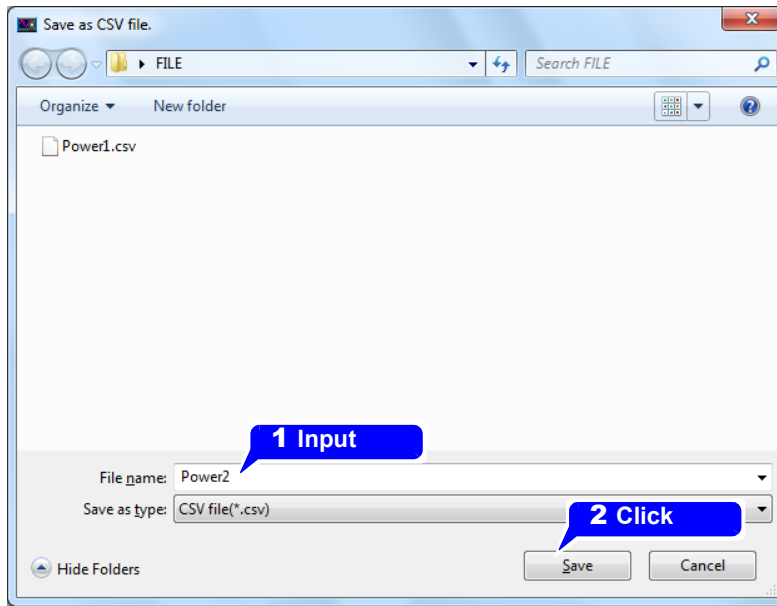 Save as CSV file.
FILE
Search FILE
Organize
New folder
Power1.csv
1 Input
File name: Power2
Save as type: CSV file(*.csv)
2 Click
Hide Folders
Save
Cancel